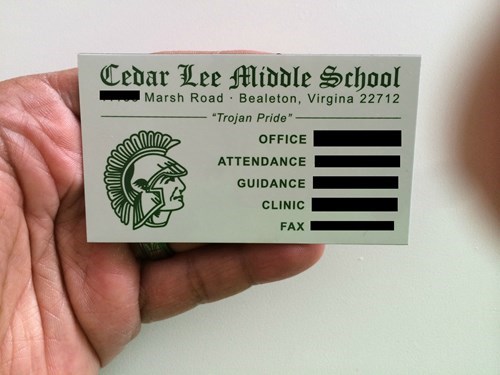 Cedar Lee Middle School
Marsh Road · Bealeton, Virgina 22712
"Trojan Pride"
OFFICE
ATTENDANCE
GUIDANCE
CLINIC
FAX